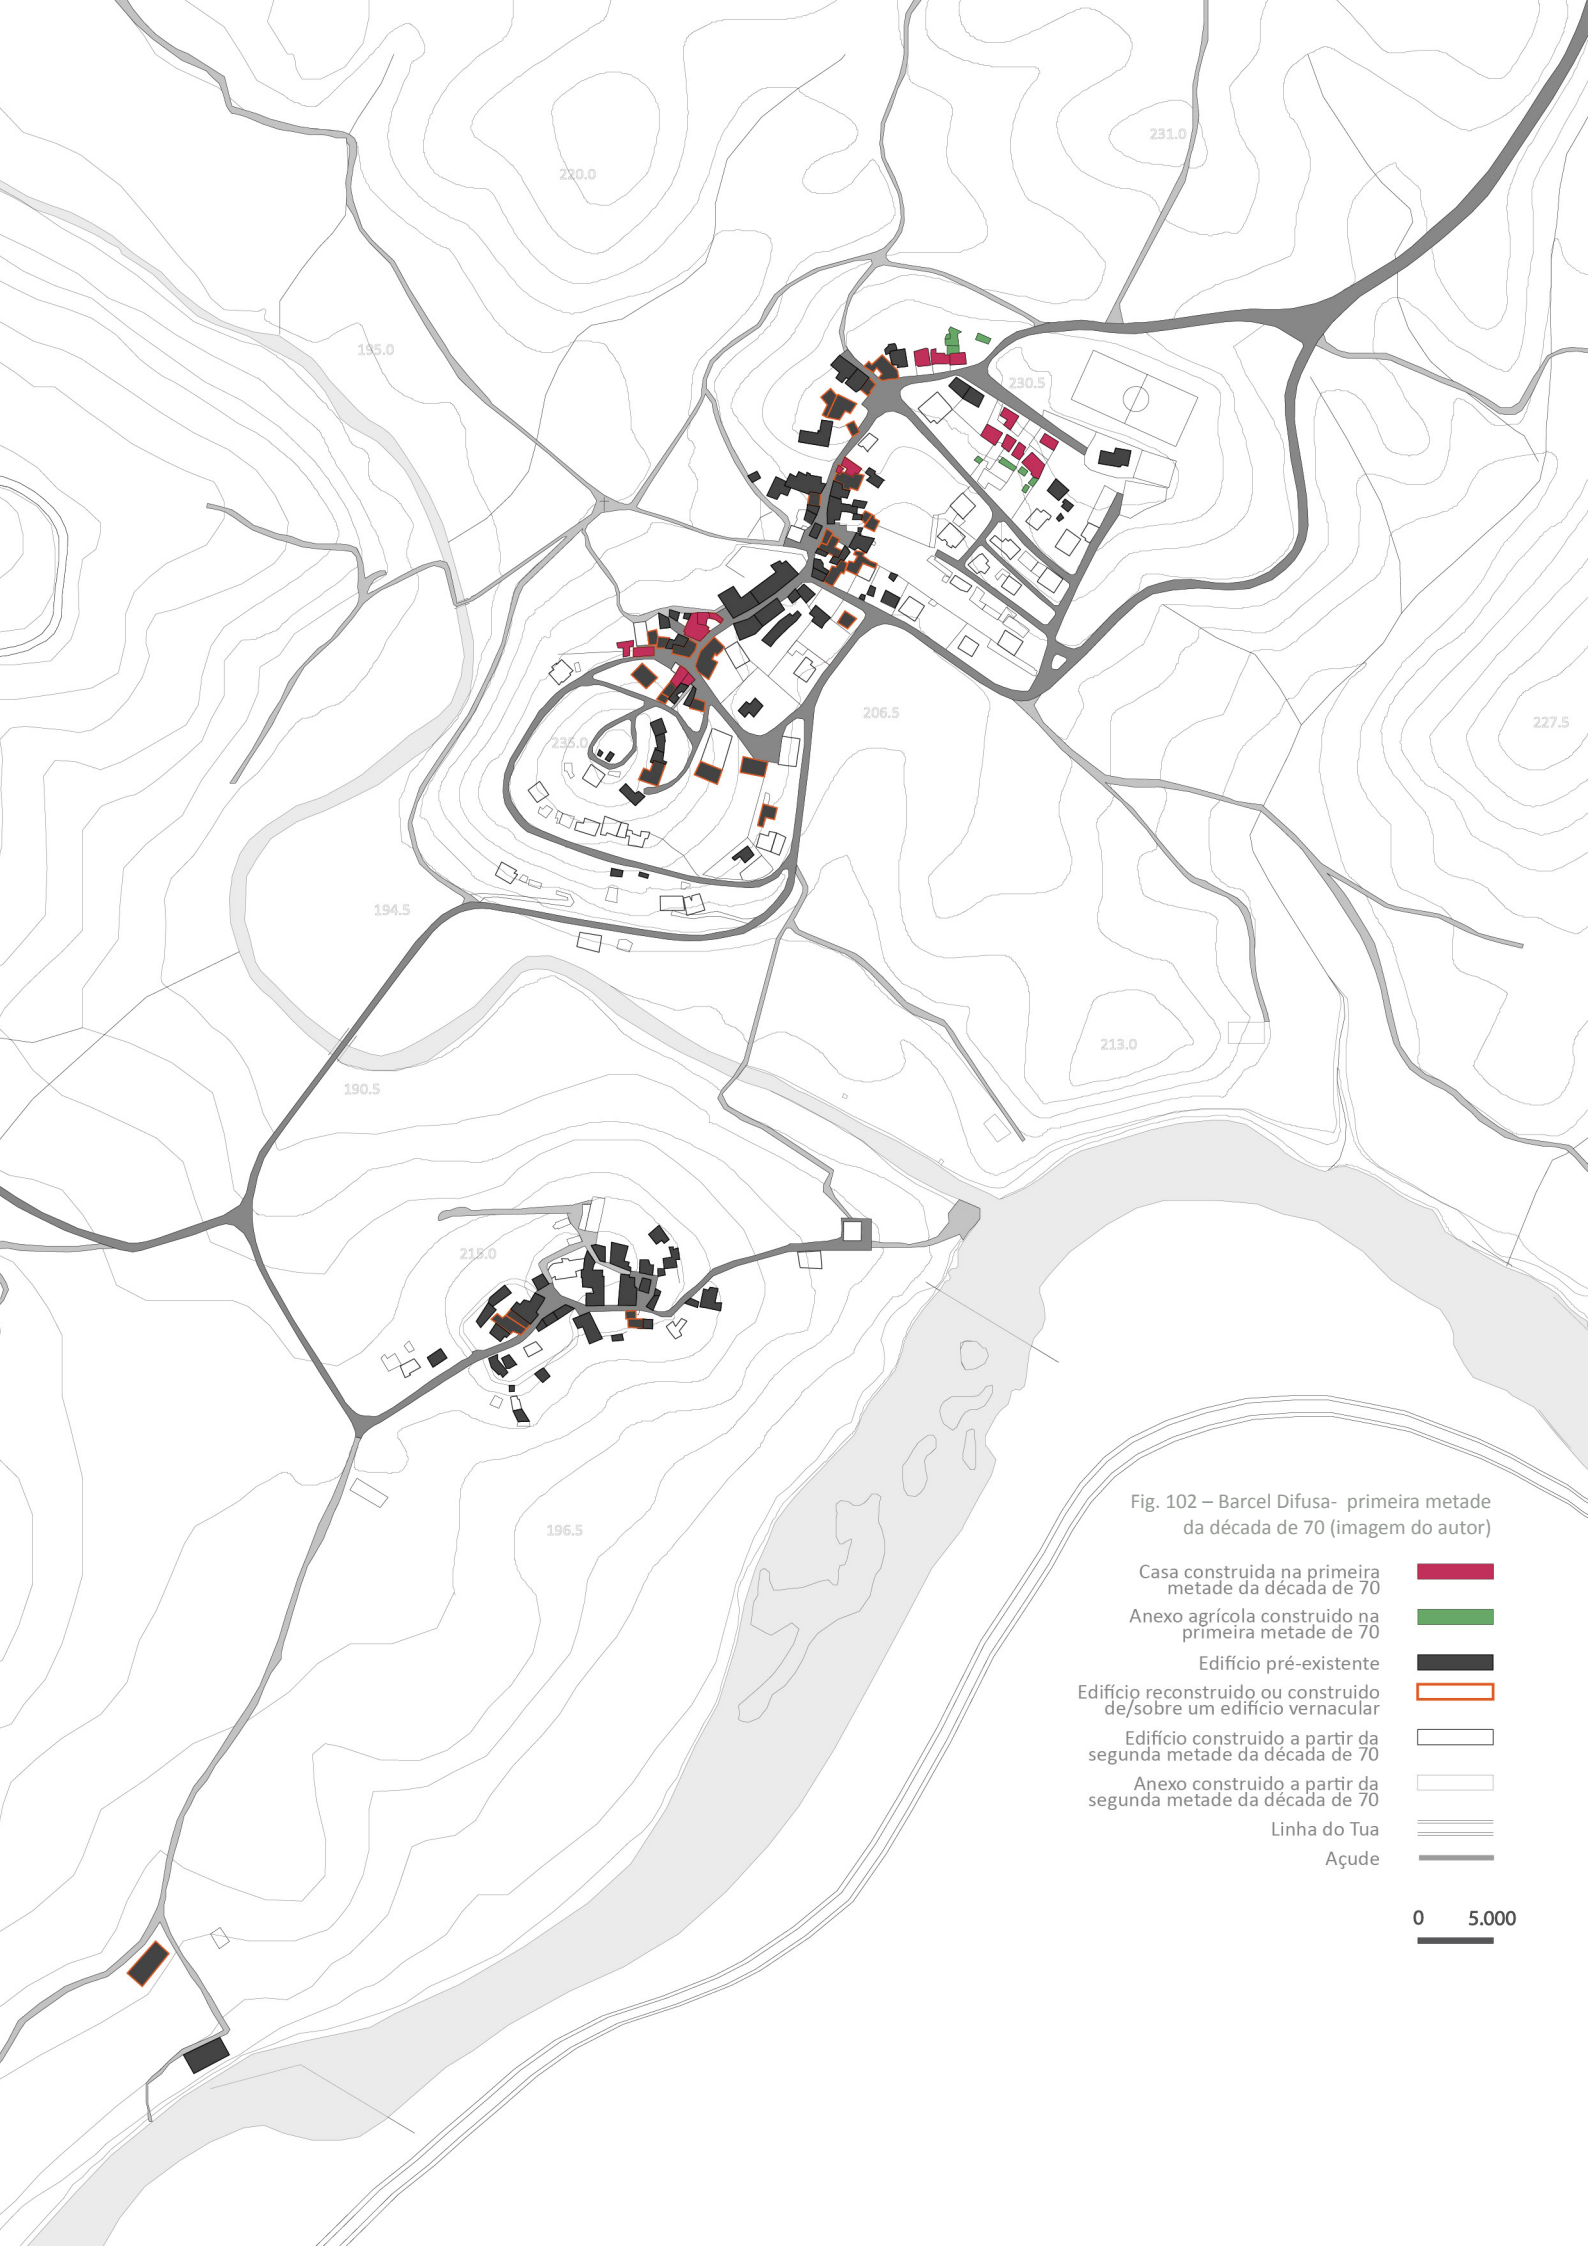 231.0
220.0
195.0
230.5
206.5
227.5
235.0
194.5
213.0
190.5
215.0
196.5
Fig. 102 – Barcel Difusa- primeira metade
da década de 70 (imagem do autor)
Casa construida na primeira
metade da década de 70
Anexo agrícola construido na
primeira metade de 70
Edifício pré-existente
Edifício reconstruido ou construido
de/sobre um edifício vernacular
Edifício construido a partir da
segunda metade da década de 70
Anexo construido a partir da
segunda metade da década de 70
Linha do Tua
Açude
0 5.000